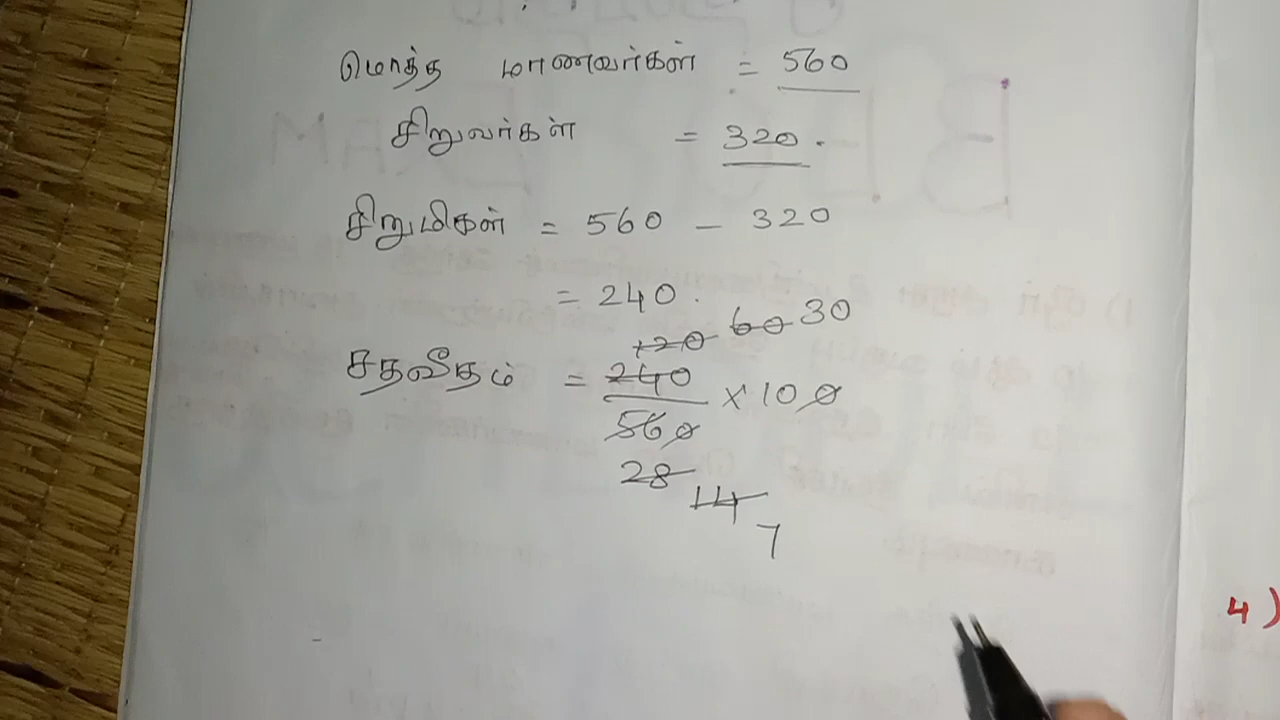 மொத்த மாணவர்கள் = 560
சிறுவர்கள் = 320.
சிறுமிகள் = 560 – 320
= 240.
120 60 30
சதவீதம் = 240/560 × 100
28
14
7
4)